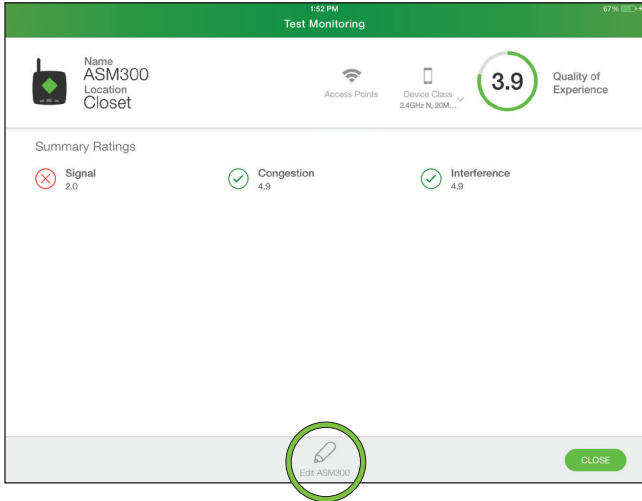 1:52 PM
67%
Test Monitoring
Name
ASM300
Location
Closet
Access Points
Device Class
2.4GHz N, 20M...
3.9
Quality of
Experience
Summary Ratings
Signal
2.0
Congestion
4.9
Interference
4.9
Edit ASM300
CLOSE